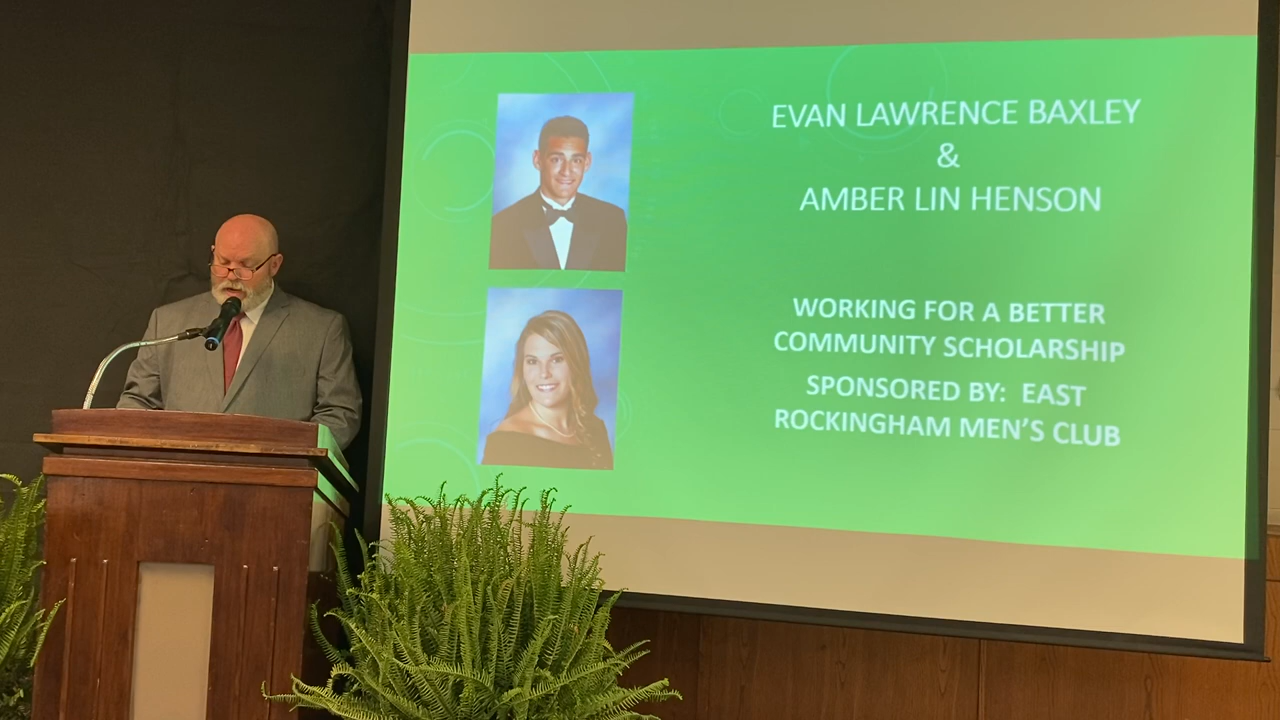 EVAN LAWRENCE BAXLEY
&
AMBER LIN HENSON
WORKING FOR A BETTER
COMMUNITY SCHOLARSHIP
SPONSORED BY: EAST
ROCKINGHAM MEN'S CLUB